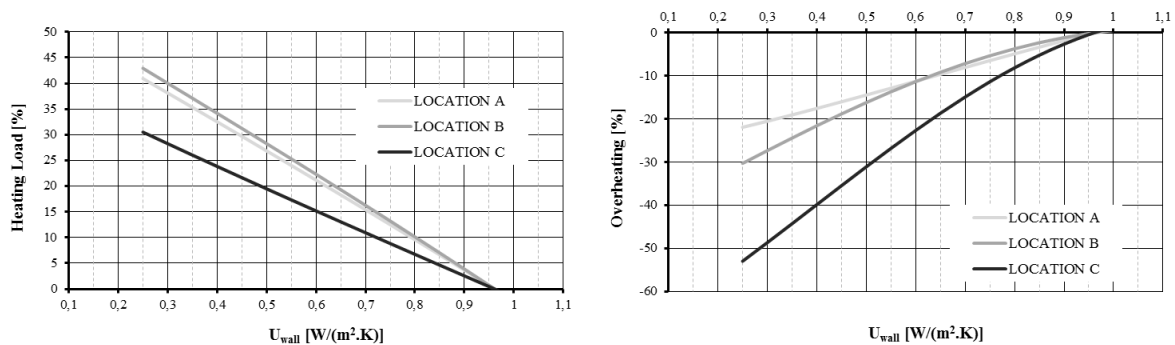 Heating Load [%]
50
45
40
35
30
25
20
15
10
5
0
0,1 0,2 0,3 0,4 0,5 0,6 0,7 0,8 0,9 1 1,1
LOCATION A
LOCATION B
LOCATION C
U_wall [W/(m².K)]
0,1 0,2 0,3 0,4 0,5 0,6 0,7 0,8 0,9 1 1,1
Overheating [%]
0
-10
-20
-30
-40
-50
-60
LOCATION A
LOCATION B
LOCATION C
U_wall [W/(m².K)]